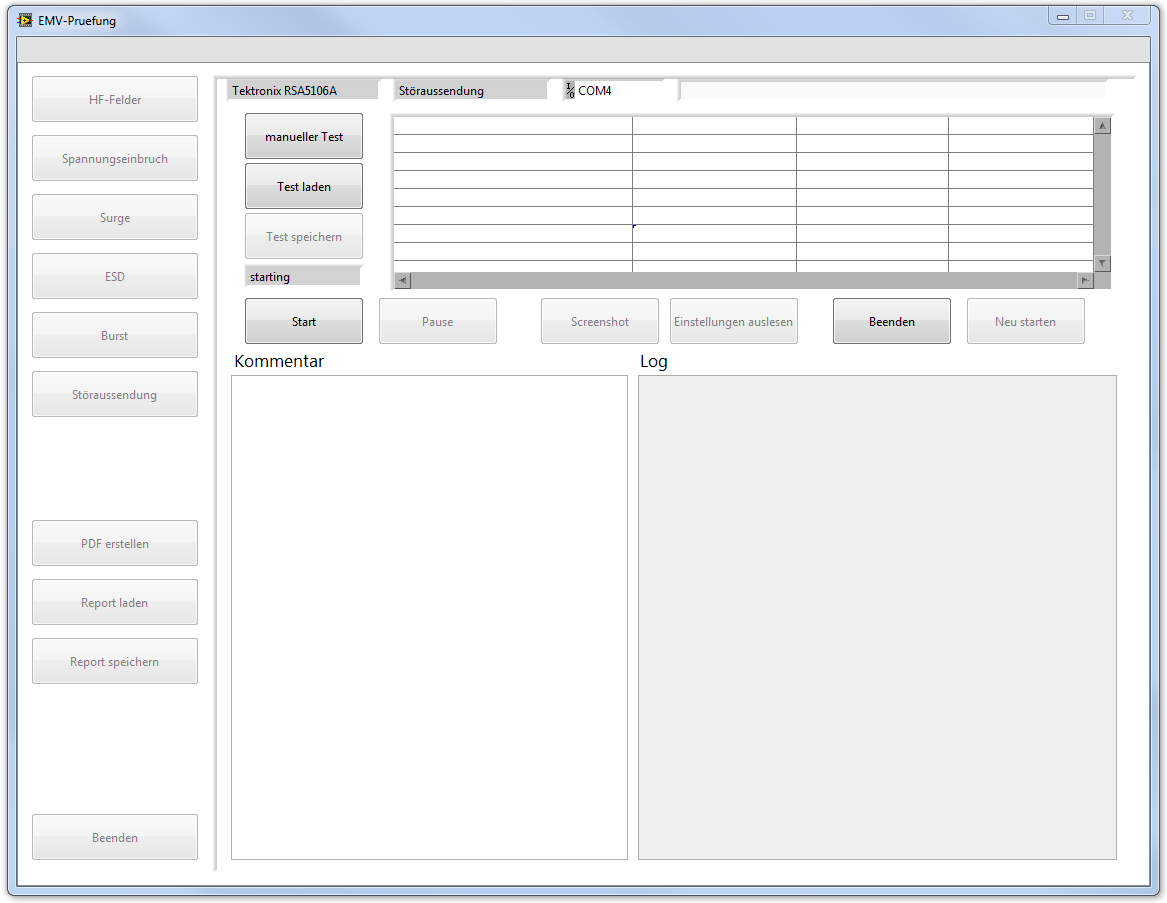 EMV-Pruefung
HF-Felder
Spannungseinbruch
Surge
ESD
Burst
Störaussendung
PDF erstellen
Report laden
Report speichern
Beenden
Tektronix RSA5106A
Störaussendung
I/O COM4
manueller Test
Test laden
Test speichern
starting
Start
Pause
Screenshot
Einstellungen auslesen
Beenden
Neu starten
Kommentar
Log